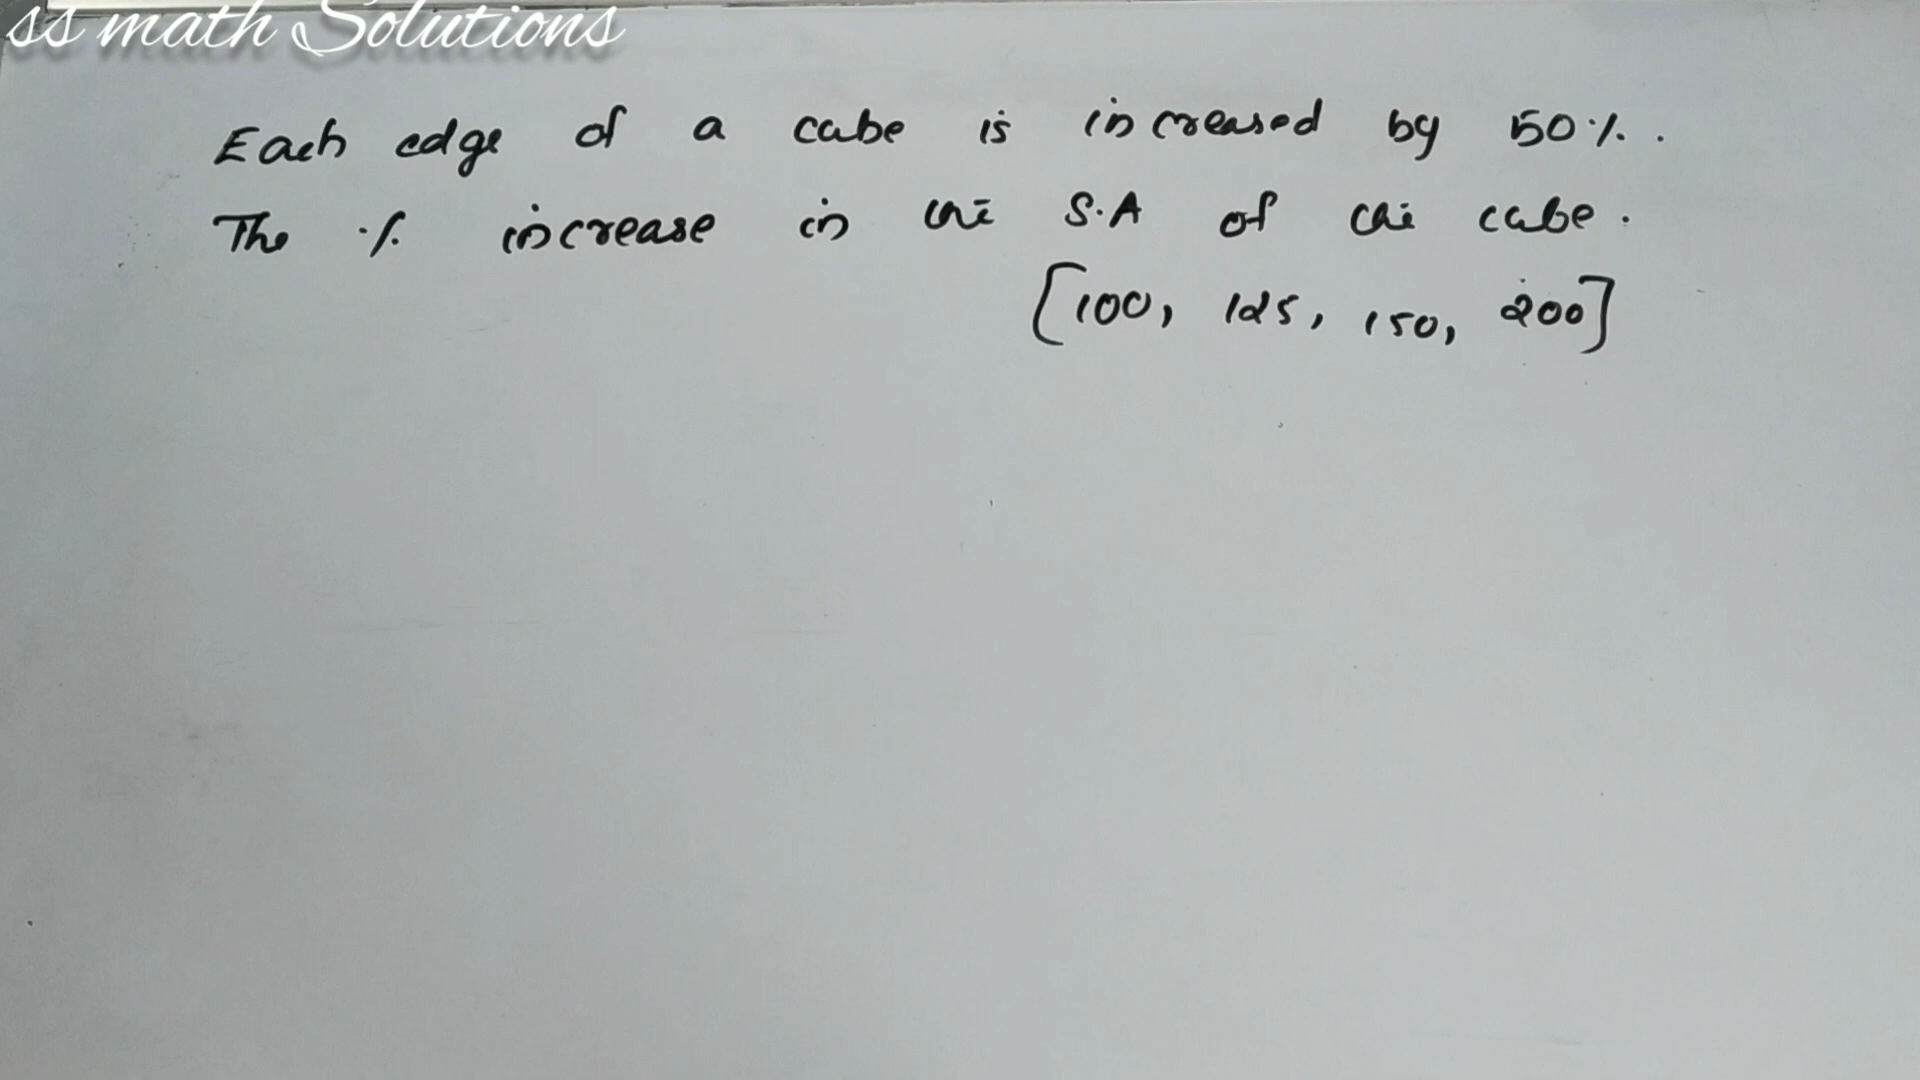 ss math Solutions
Each edge of a cube is increased by 50%.
The % increase in the S.A of the cube.
[100, 125, 150, 200]